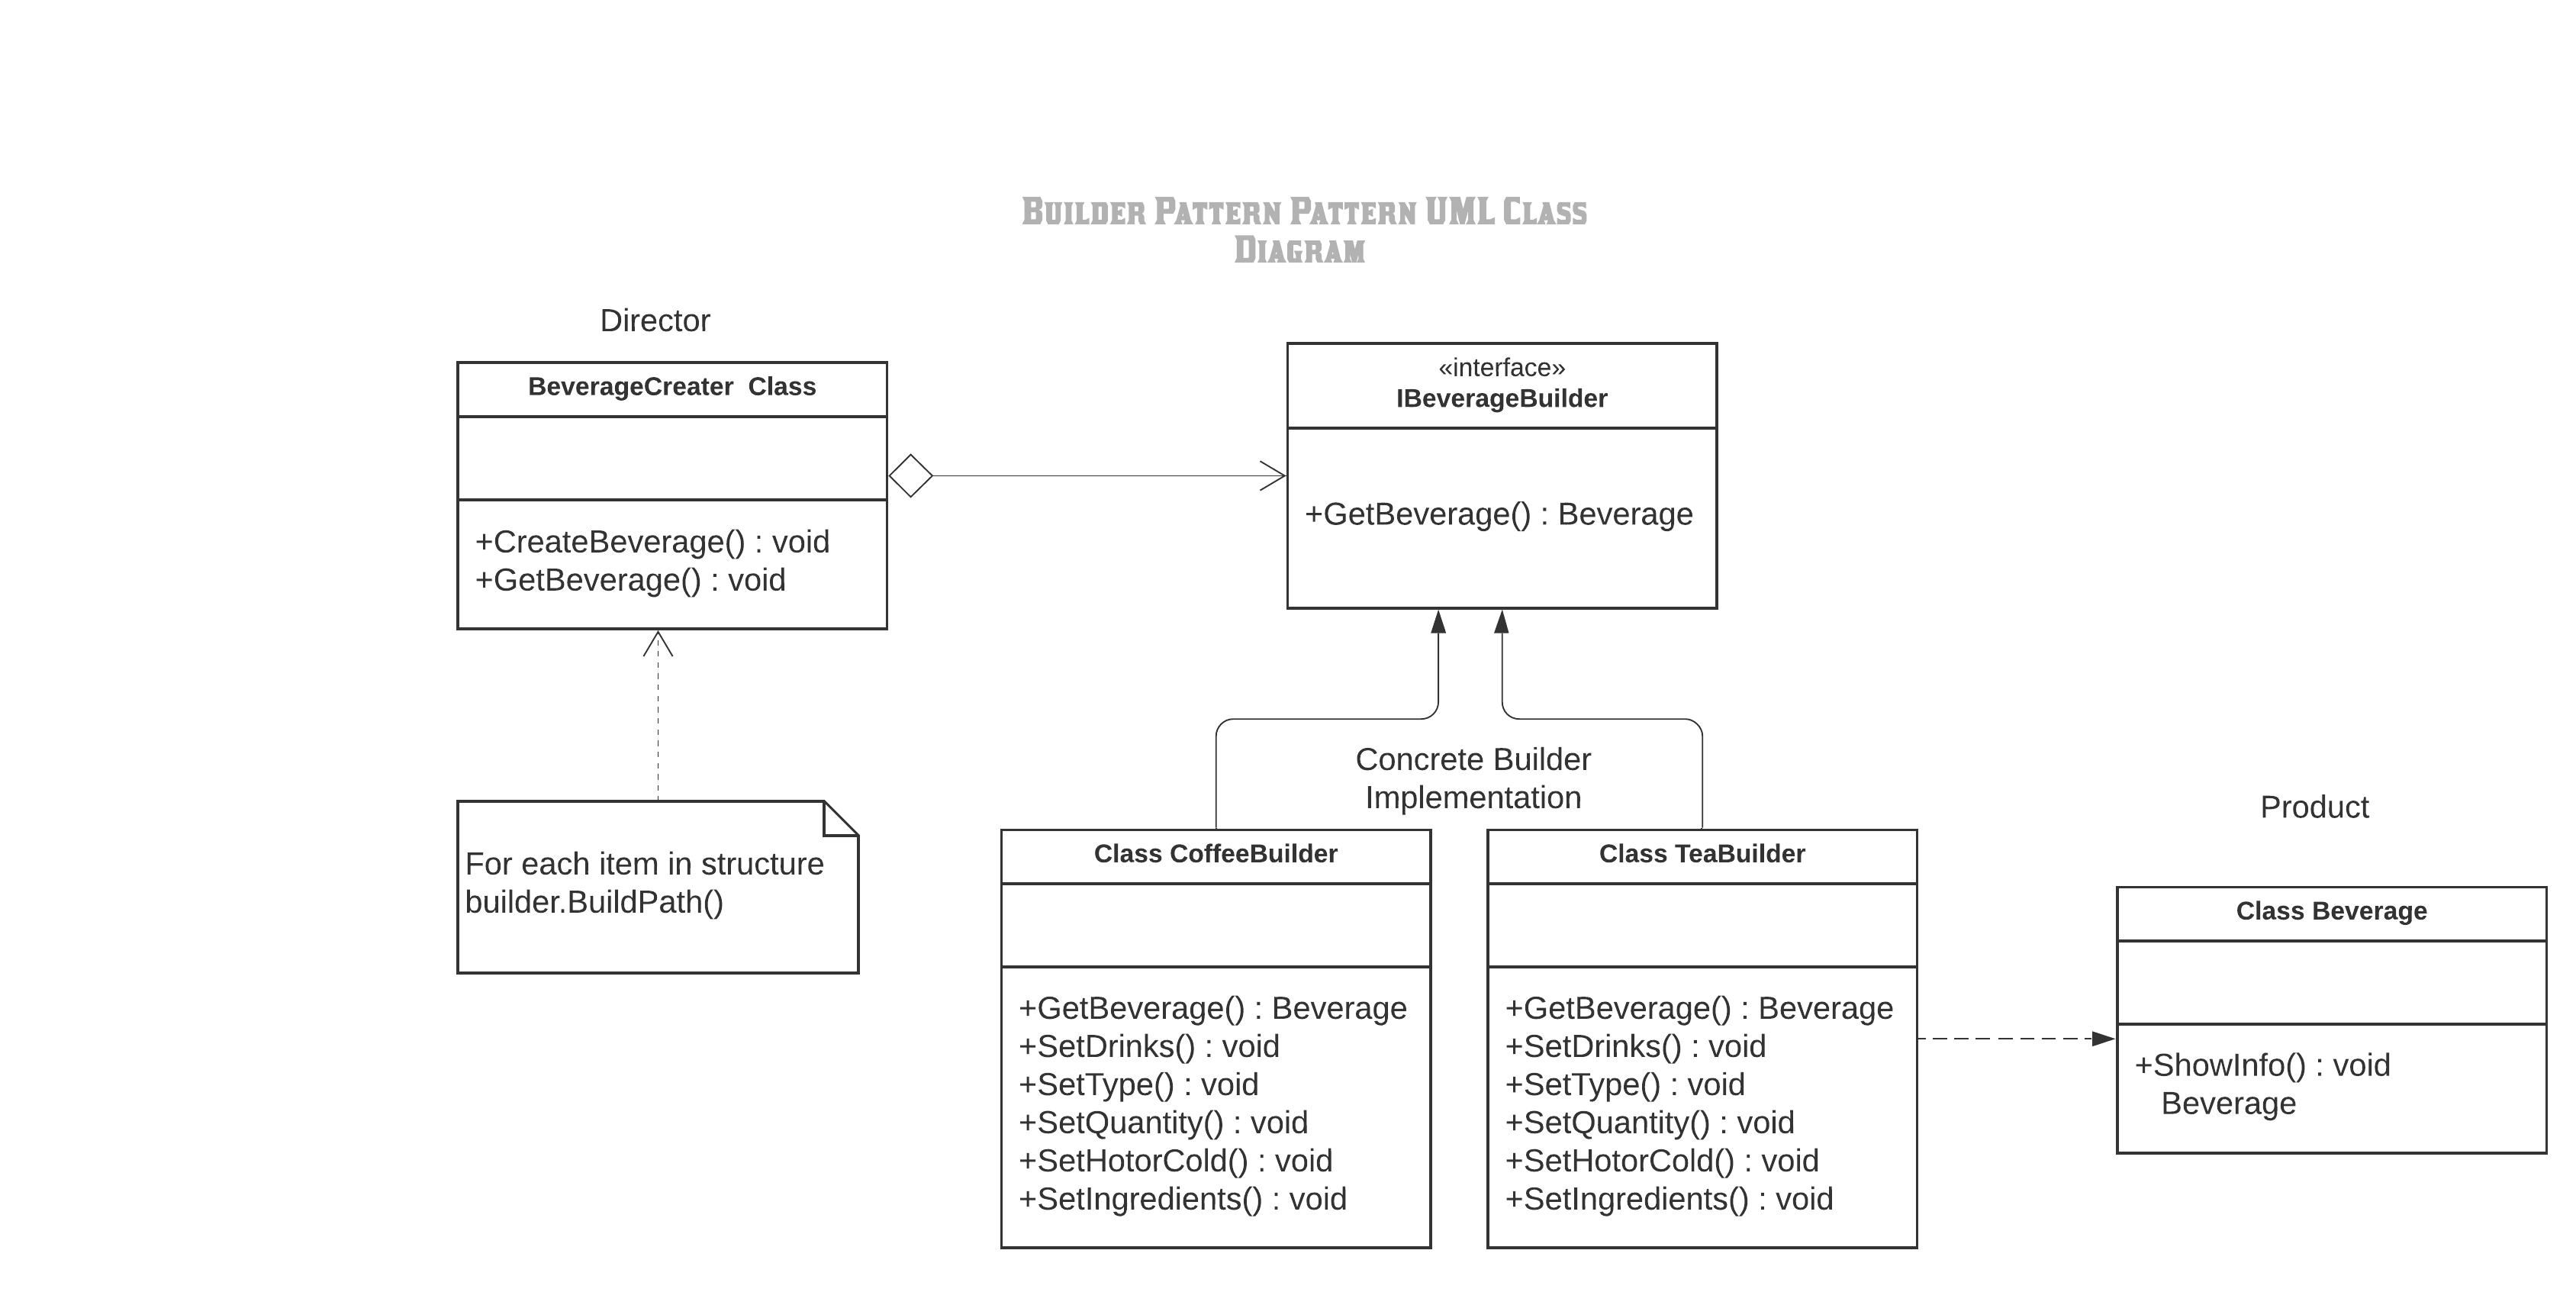 Builder Pattern Pattern UML Class
Diagram
Director
BeverageCreater  Class
+CreateBeverage() : void
+GetBeverage() : void
«interface»
IBeverageBuilder
+GetBeverage() : Beverage
For each item in structure
builder.BuildPath()
Concrete Builder
Implementation
Class CoffeeBuilder
+GetBeverage() : Beverage
+SetDrinks() : void
+SetType() : void
+SetQuantity() : void
+SetHotorCold() : void
+SetIngredients() : void
Class TeaBuilder
+GetBeverage() : Beverage
+SetDrinks() : void
+SetType() : void
+SetQuantity() : void
+SetHotorCold() : void
+SetIngredients() : void
Product
Class Beverage
+ShowInfo() : void
Beverage